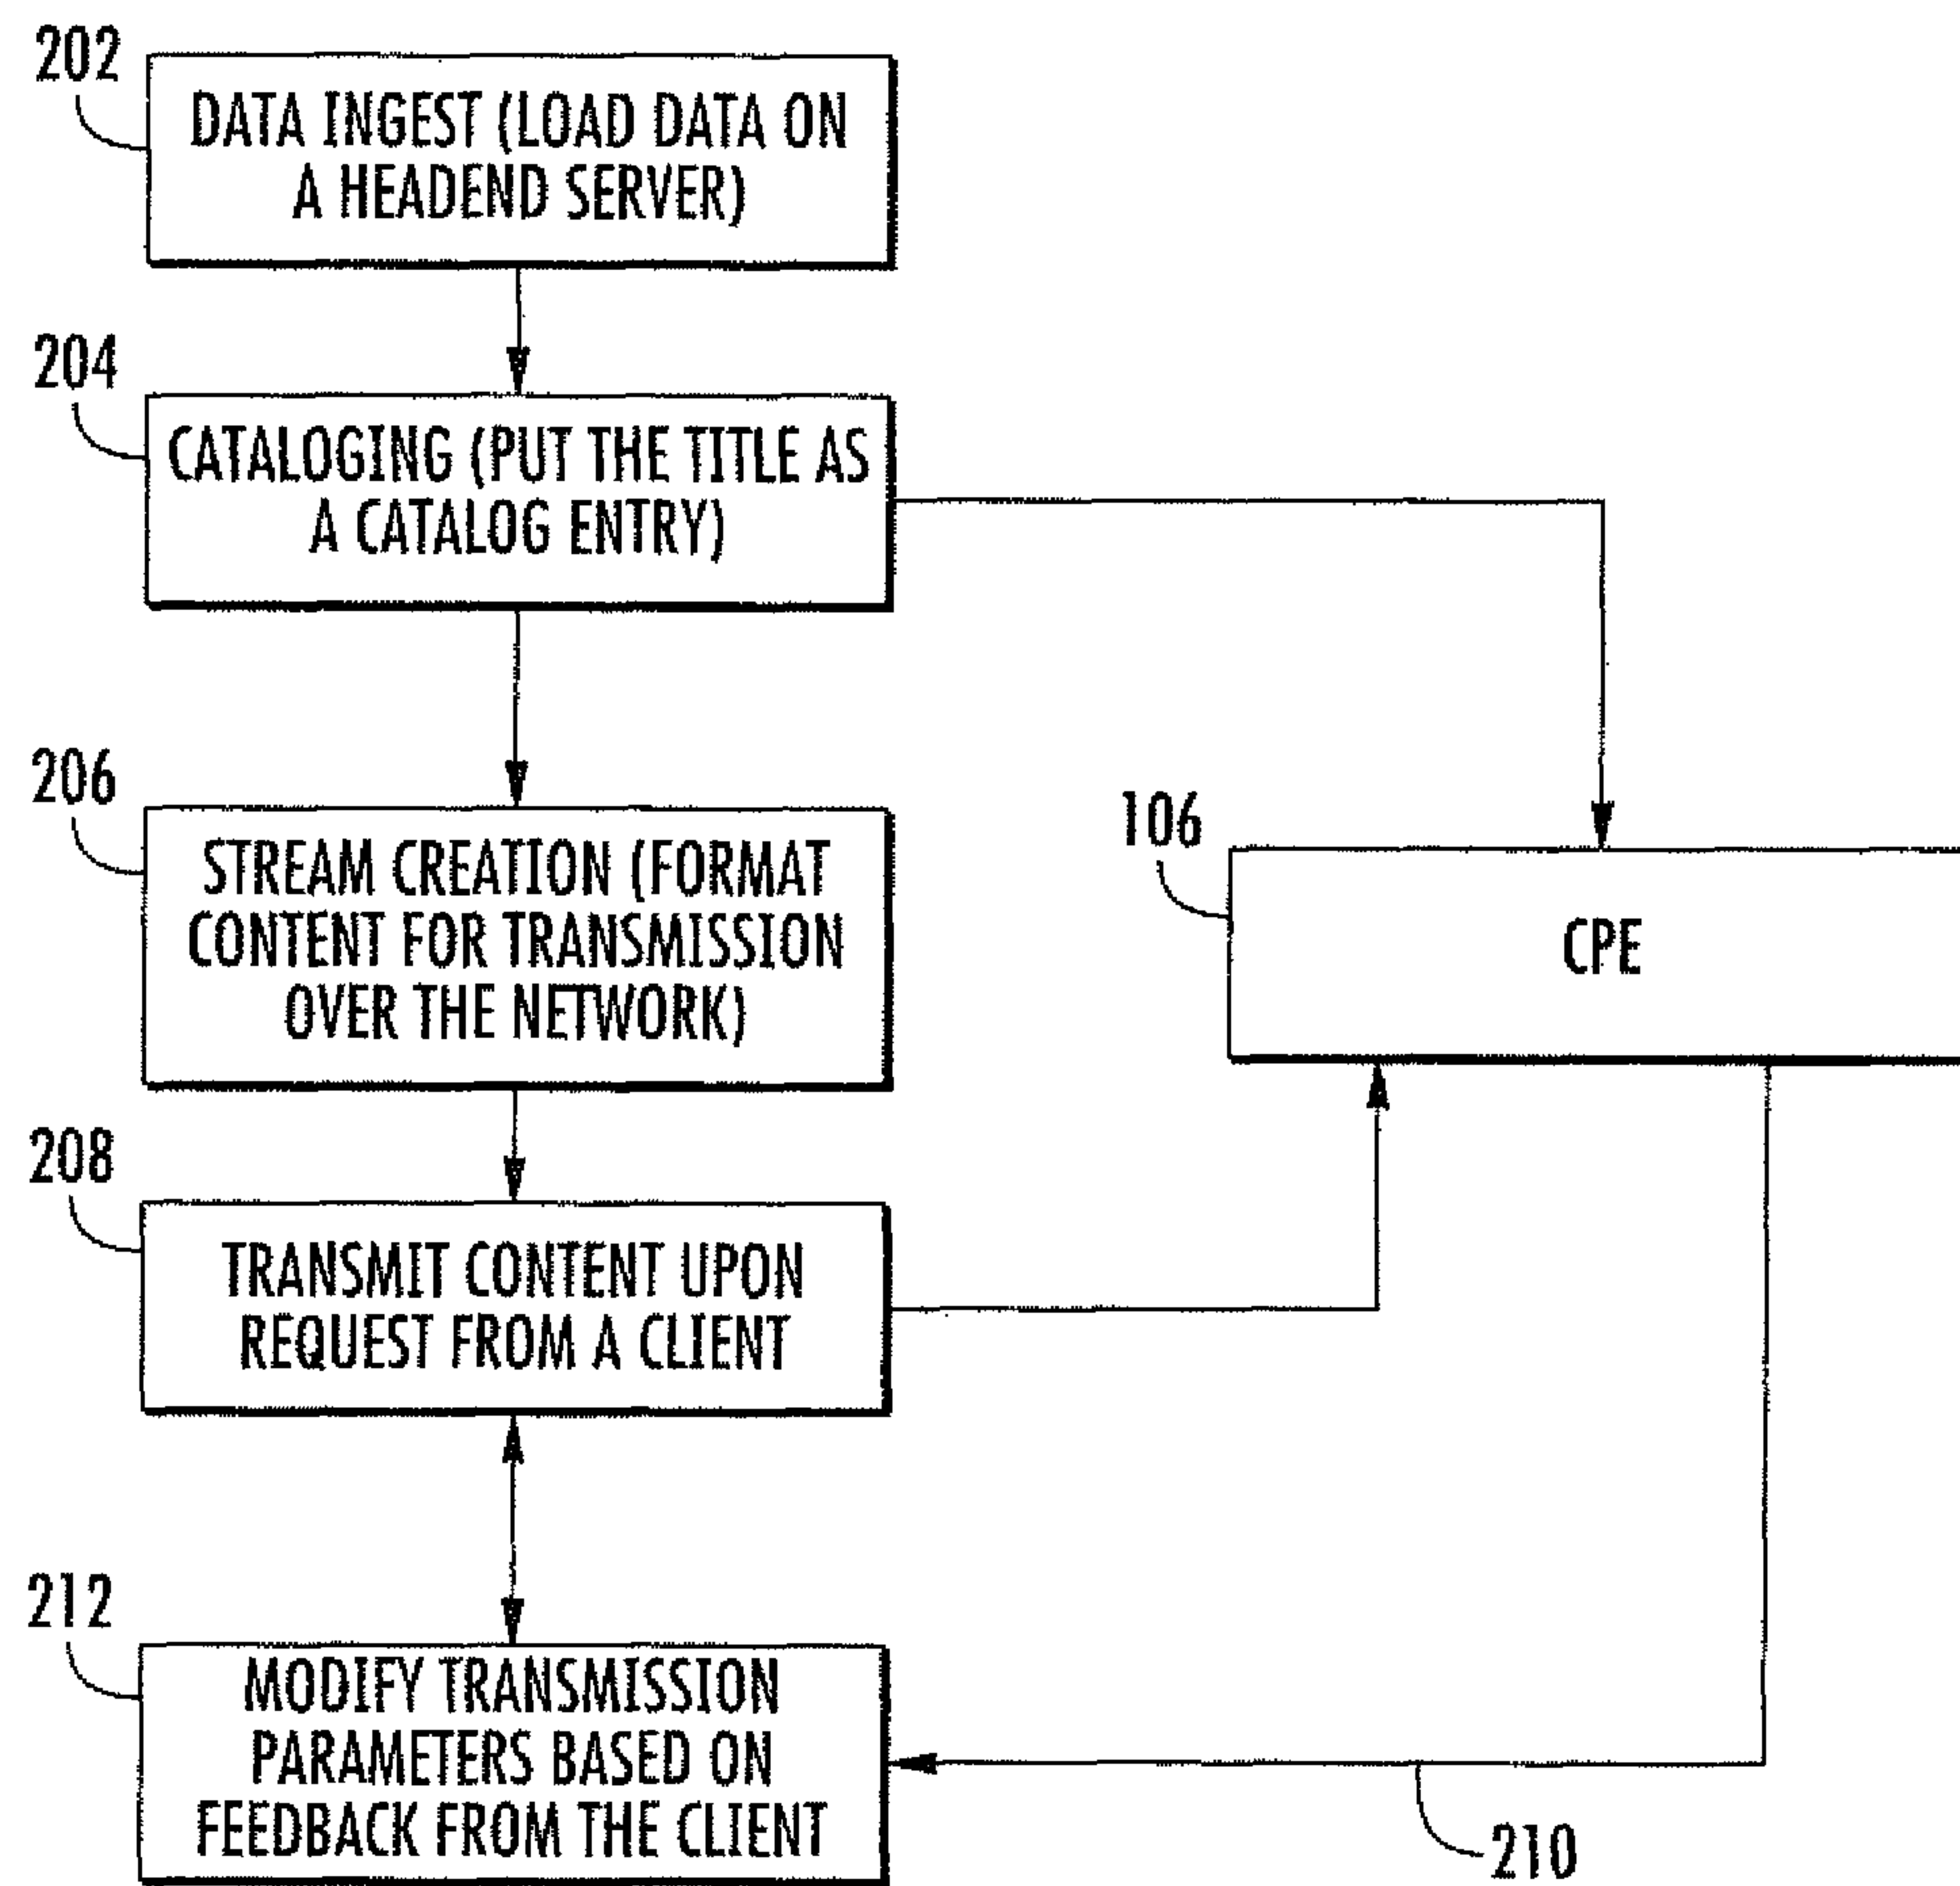 202
DATA INGEST (LOAD DATA ON
A HEADEND SERVER)
204
CATALOGING (PUT THE TITLE AS
A CATALOG ENTRY)
206
STREAM CREATION (FORMAT
CONTENT FOR TRANSMISSION
OVER THE NETWORK)
106
CPE
208
TRANSMIT CONTENT UPON
REQUEST FROM A CLIENT
212
MODIFY TRANSMISSION
PARAMETERS BASED ON
FEEDBACK FROM THE CLIENT
210